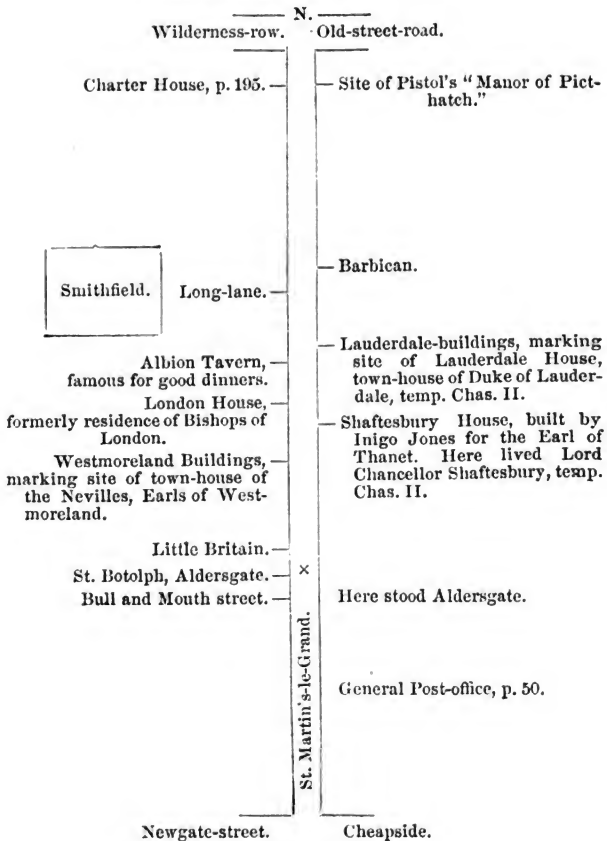 N.
Wilderness-row. Old-street-road.
Charter House, p. 195.
Site of Pistol's "Manor of Pict-
hatch."
Barbican.
Smithfield. Long-lane.
Lauderdale-buildings, marking
site of Lauderdale House,
town-house of Duke of Lauder-
dale, temp. Chas. II.
Albion Tavern,
famous for good dinners.
London House,
formerly residence of Bishops of
London.
Shaftesbury House, built by
Inigo Jones for the Earl of
Thanet. Here lived Lord
Chancellor Shaftesbury, temp.
Chas. II.
Westmoreland Buildings,
marking site of town-house of
the Nevilles, Earls of West-
moreland.
Little Britain.
St. Botolph, Aldersgate.
×
Bull and Mouth street.
Here stood Aldersgate.
St. Martin's-le-Grand.
General Post-office, p. 50.
Newgate-street. Cheapside.